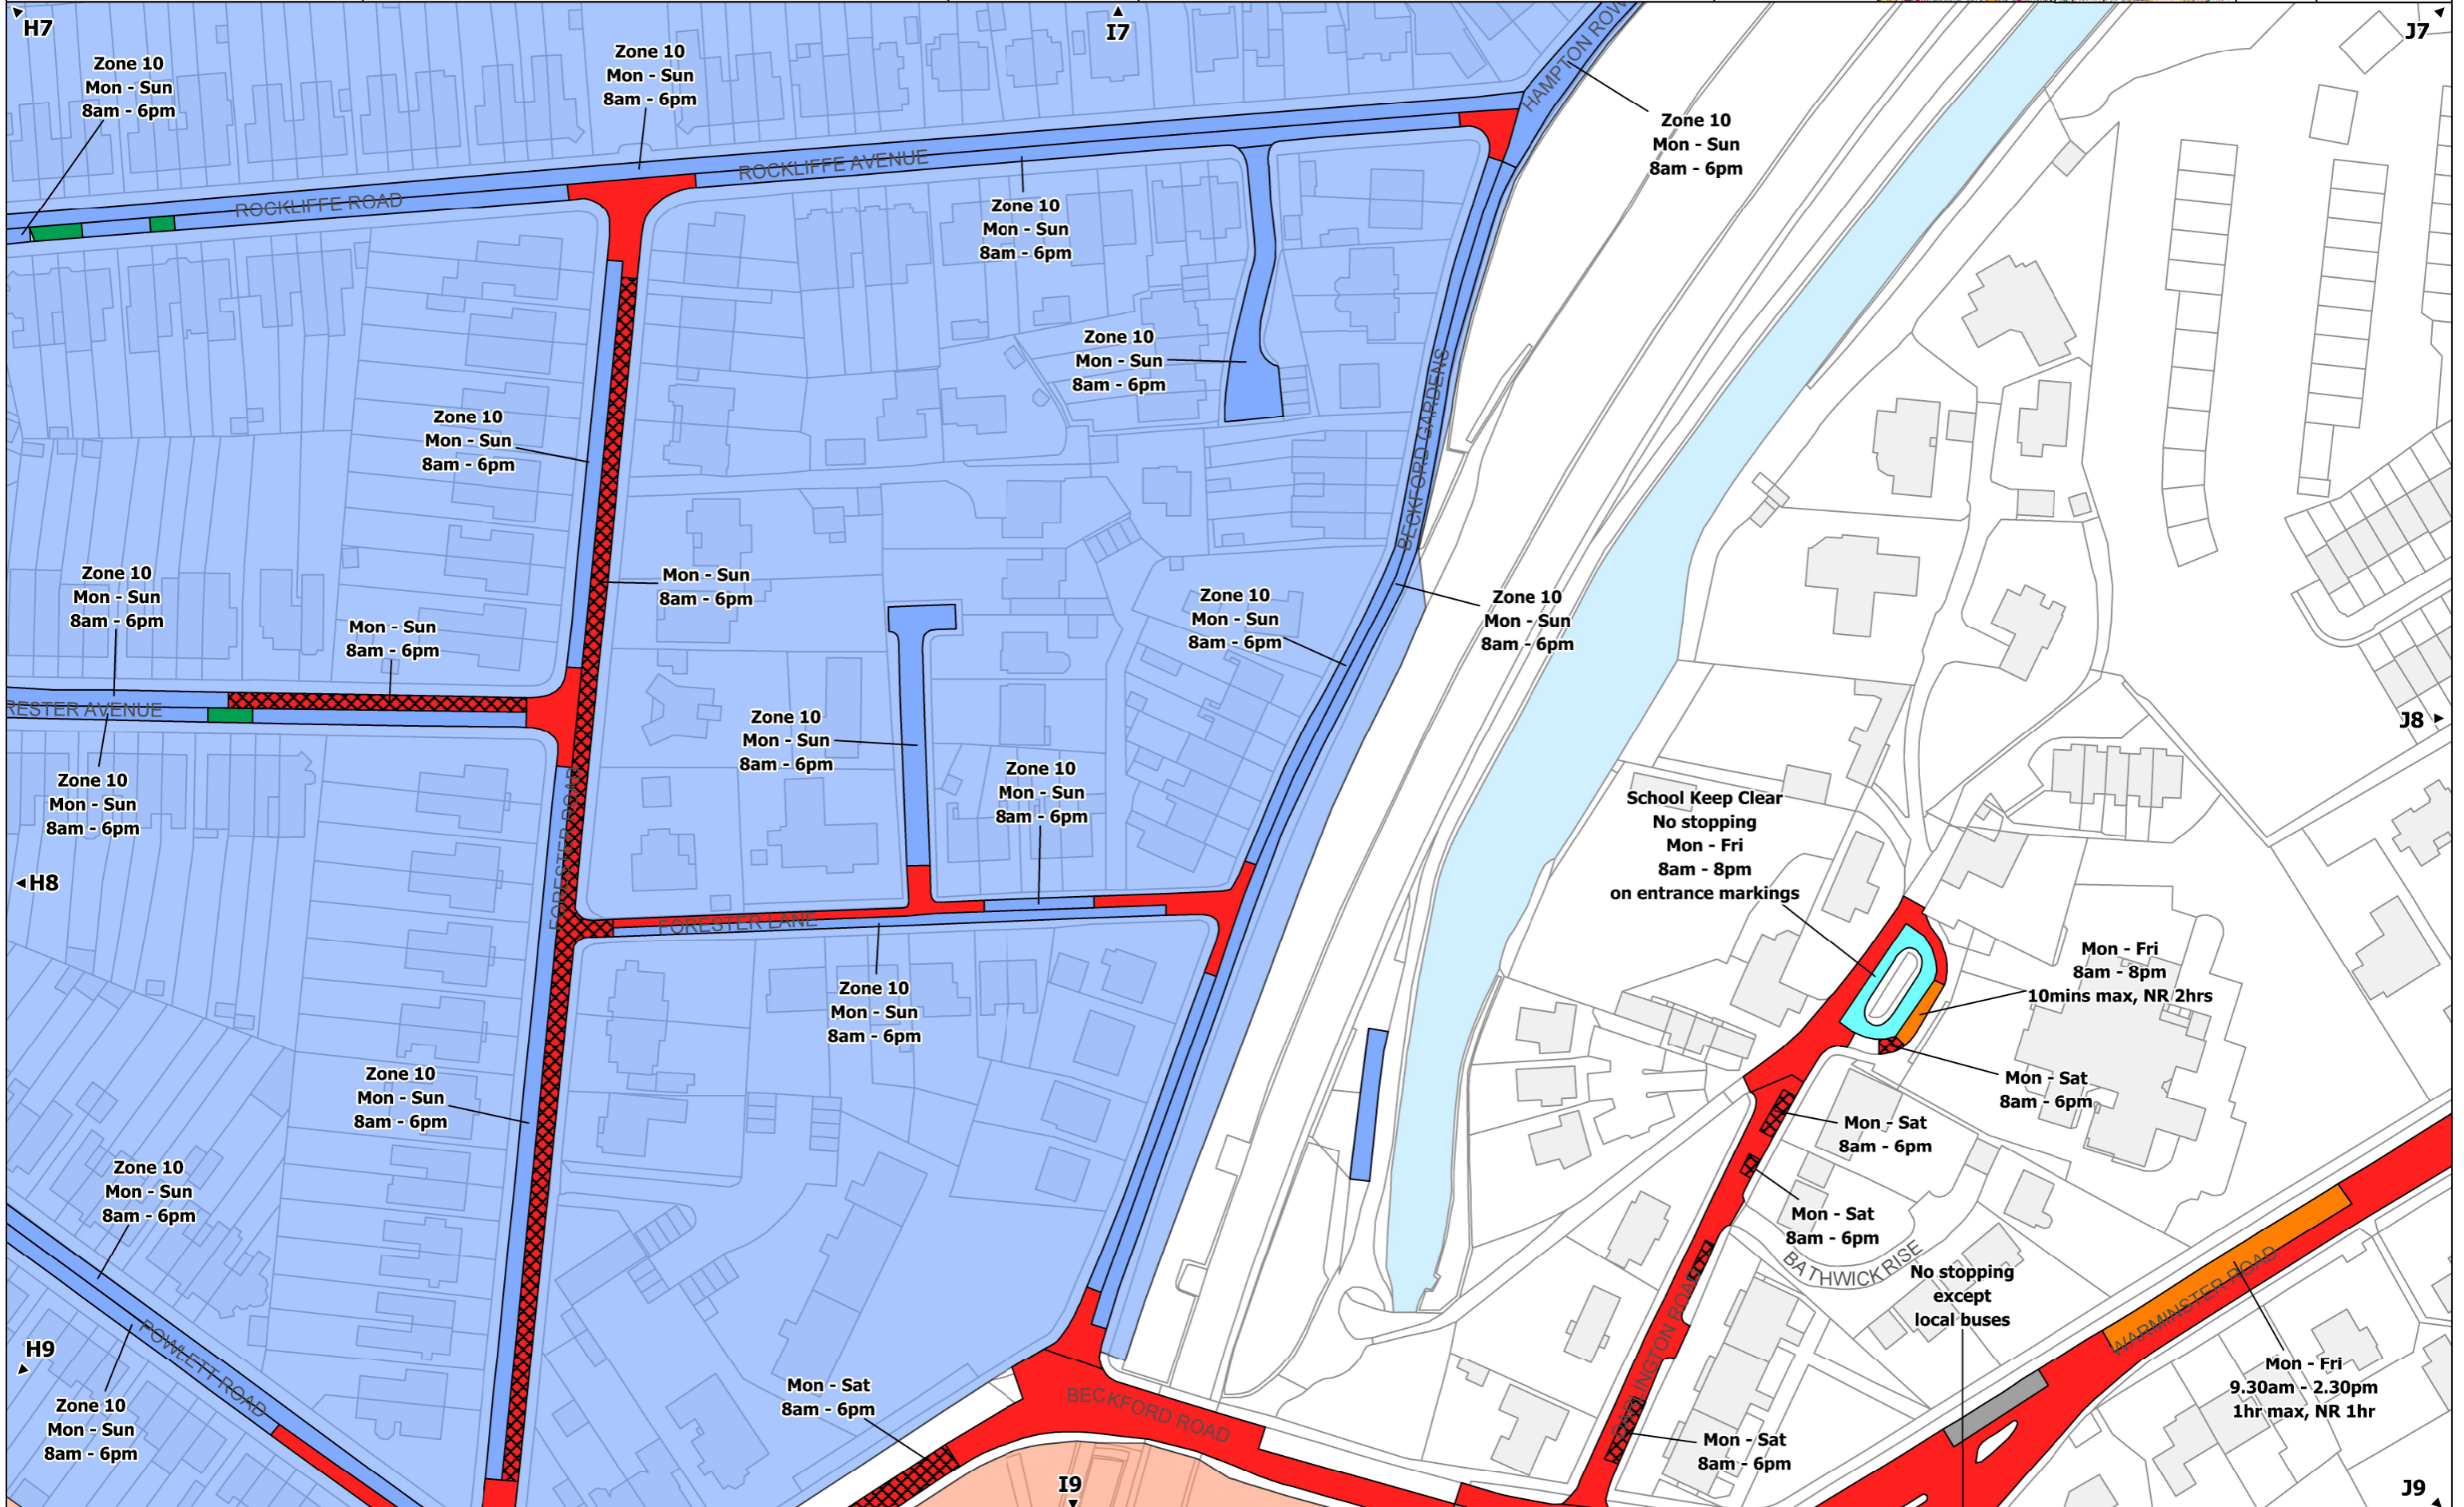 H7
I7
J7
Zone 10
Mon - Sun
8am - 6pm
Zone 10
Mon - Sun
8am - 6pm
HAMPTON ROW
Zone 10
Mon - Sun
8am - 6pm
ROCKLIFFE AVENUE
ROCKLIFFE ROAD
Zone 10
Mon - Sun
8am - 6pm
Zone 10
Mon - Sun
8am - 6pm
BECKFORD GARDENS
Zone 10
Mon - Sun
8am - 6pm
Zone 10
Mon - Sun
8am - 6pm
Mon - Sun
8am - 6pm
Mon - Sun
8am - 6pm
Zone 10
Mon - Sun
8am - 6pm
Zone 10
Mon - Sun
8am - 6pm
RESTER AVENUE
J8
Zone 10
Mon - Sun
8am - 6pm
Zone 10
Mon - Sun
8am - 6pm
Zone 10
Mon - Sun
8am - 6pm
School Keep Clear
No stopping
Mon - Fri
8am - 8pm
on entrance markings
FORESTER ROAD
H8
FORESTER LANE
Mon - Fri
8am - 8pm
10mins max, NR 2hrs
Zone 10
Mon - Sun
8am - 6pm
Zone 10
Mon - Sun
8am - 6pm
Mon - Sat
8am - 6pm
Mon - Sat
8am - 6pm
Zone 10
Mon - Sun
8am - 6pm
Mon - Sat
8am - 6pm
BATHWICK RISE
No stopping
except
local buses
WARMINSTER ROAD
H9
POWLETT ROAD
Zone 10
Mon - Sun
8am - 6pm
Mon - Sat
8am - 6pm
BECKFORD ROAD
DARLINGTON ROAD
Mon - Fri
9.30am - 2.30pm
1hr max, NR 1hr
Mon - Sat
8am - 6pm
I9
J9